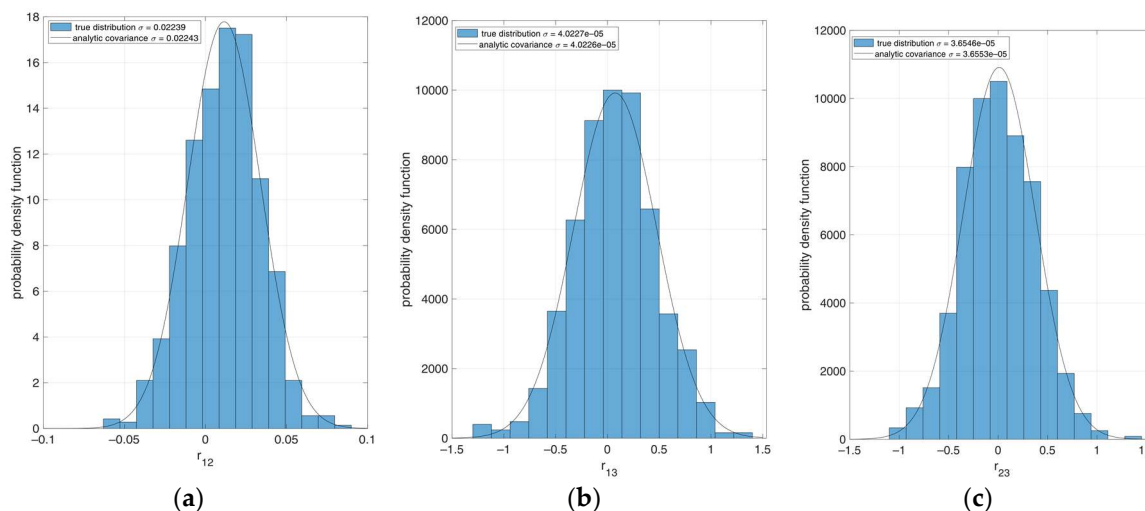 true distribution σ = 0.02239
analytic covariance σ = 0.02243
18
16
14
12
10
8
6
4
2
0
probability density function
−0.1
−0.05
0
0.05
0.1
r12
(a)
true distribution σ = 4.0227e−05
analytic covariance σ = 4.0226e−05
12000
10000
8000
6000
4000
2000
0
probability density function
−1.5
−1
−0.5
0
0.5
1
1.5
r13
(b)
true distribution σ = 3.6546e−05
analytic covariance σ = 3.6553e−05
12000
10000
8000
6000
4000
2000
0
probability density function
−1.5
−1
−0.5
0
0.5
1
r23
(c)